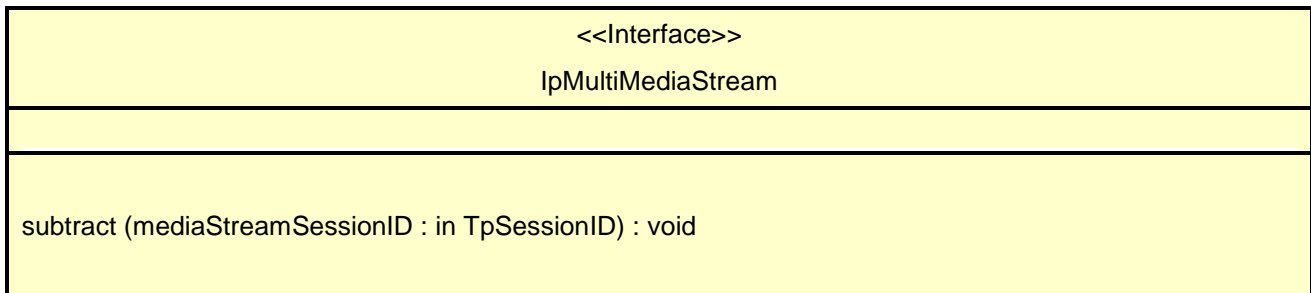 <<Interface>>
IpMultiMediaStream
subtract (mediaStreamSessionID : in TpSessionID) : void